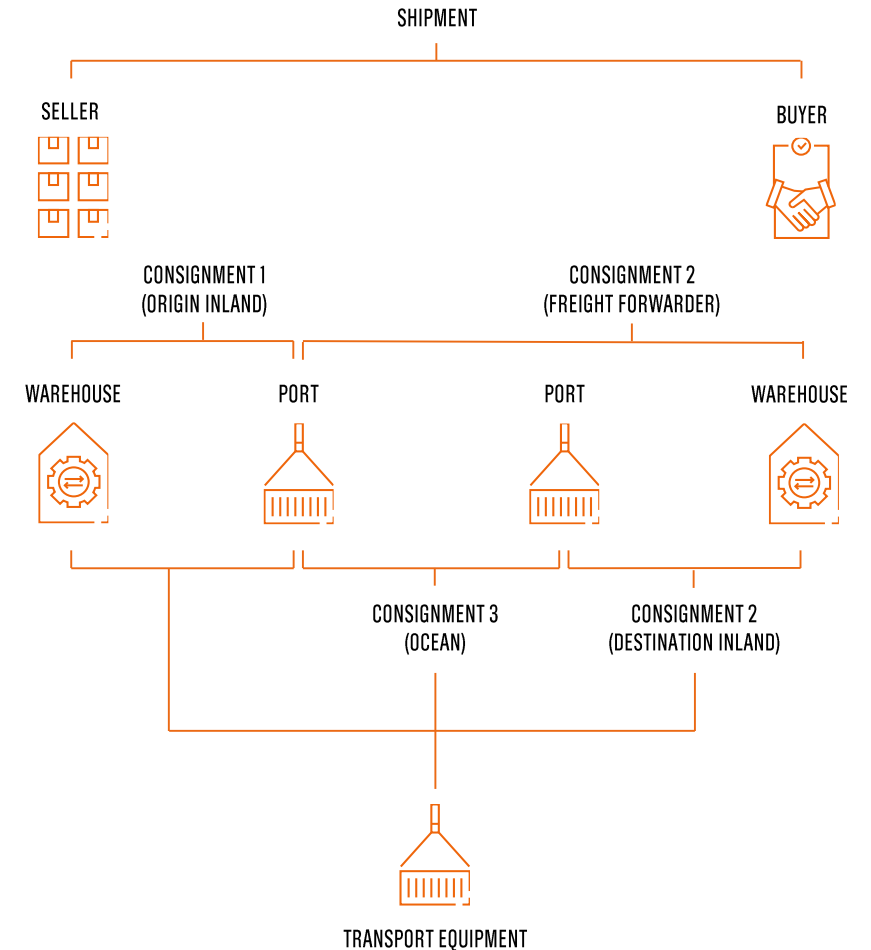 SHIPMENT
SELLER
BUYER
CONSIGNMENT 1
(ORIGIN INLAND)
CONSIGNMENT 2
(FREIGHT FORWARDER)
WAREHOUSE
PORT
PORT
WAREHOUSE
CONSIGNMENT 3
(OCEAN)
CONSIGNMENT 2
(DESTINATION INLAND)
TRANSPORT EQUIPMENT